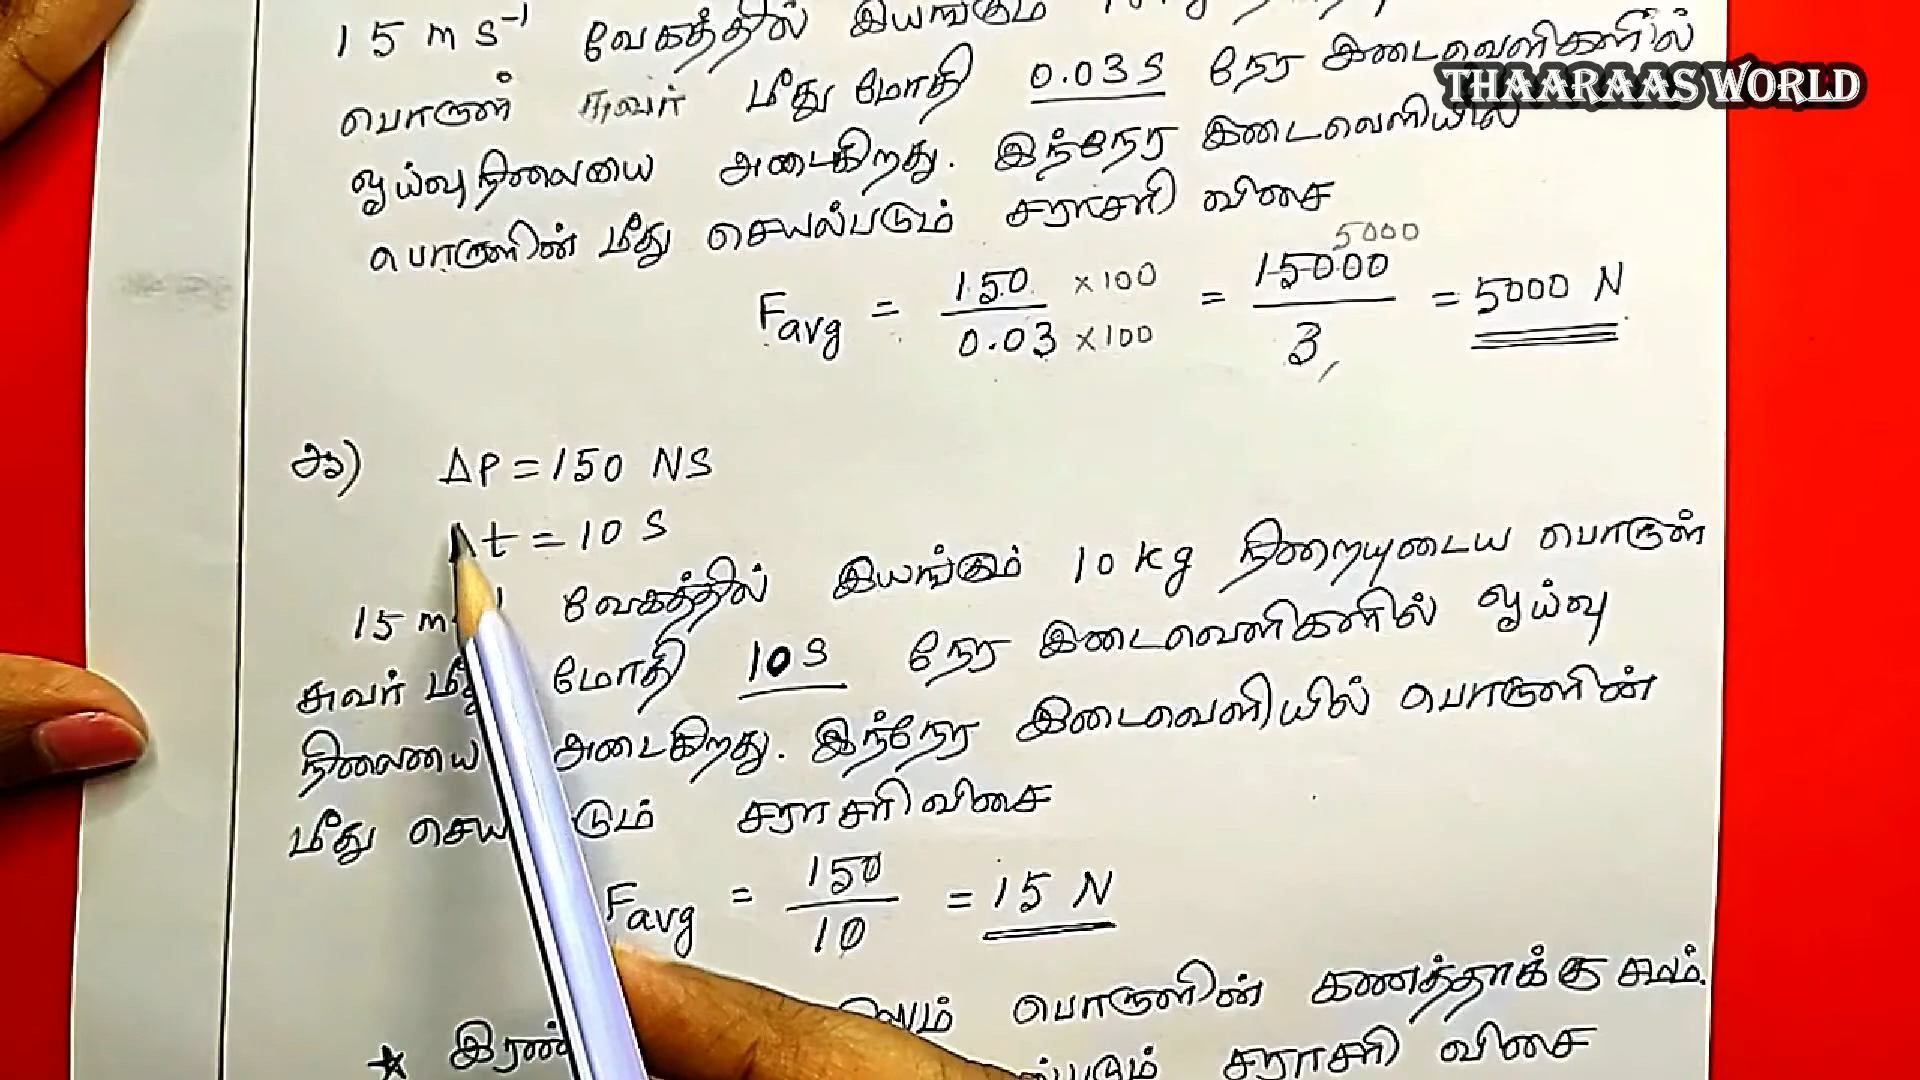 15 m s⁻¹ வேகத்தில் இயங்கும்
பொருள் சுவர் மீது மோதி 0.03 S நேர இடைவெளிகளில்
THAARAAS WORLD
ஓய்வு நிலையை அடைகிறது. இந்நேர இடைவெளியில்
பொருளின் மீது செயல்படும் சராசரி விசை
Favg = 150 ×100 / 0.03 ×100 = 15000 / 3 = 5000 N
5000
ΔP = 150 NS
Δt = 10 S
15 m வேகத்தில் இயங்கும் 10 kg நிறையுடைய பொருள்
சுவர் மோதி 10 S நேர இடைவெளிகளில் ஓய்வு
நிலையை அடைகிறது. இந்நேர இடைவெளியில் பொருளின்
மீது சராசரி விசை
Favg = 150 / 10 = 15 N
பொருளின் கணத்தாக்கு சமம்.
★ சராசரி விசை